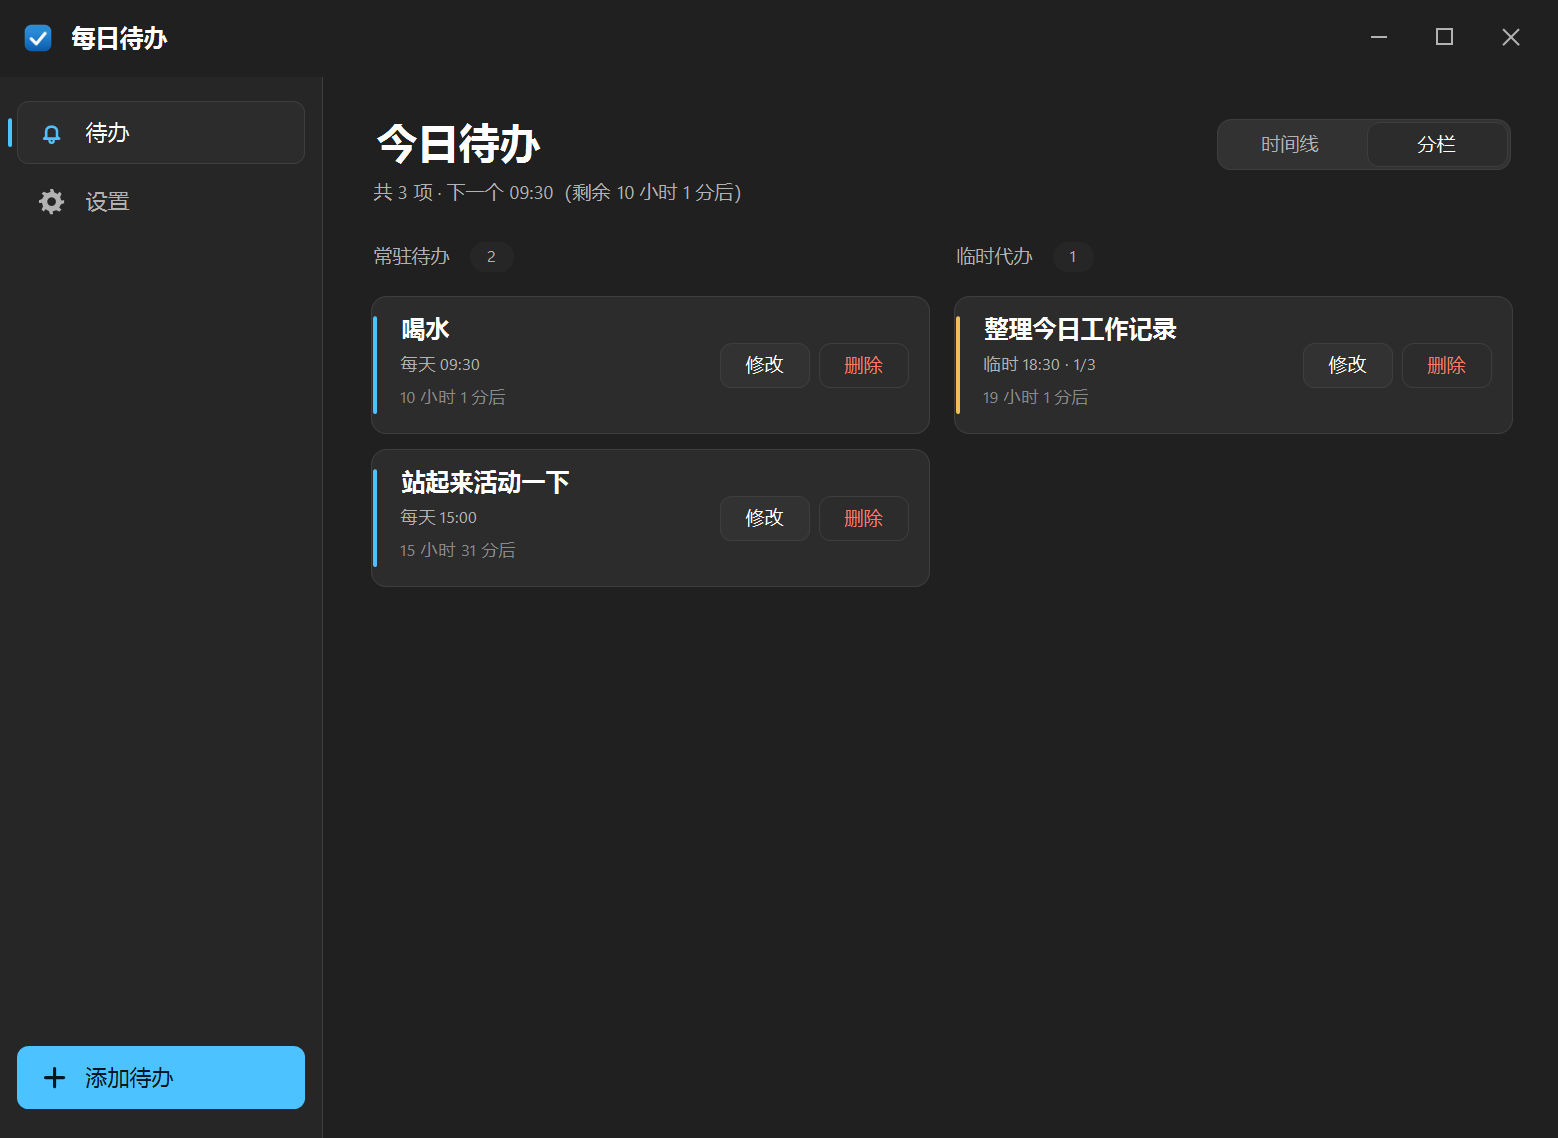 每日待办
待办
设置
添加待办
今日待办
时间线
分栏
共 3 项 · 下一个 09:30（剩余 10 小时 1 分后）
常驻待办 2
喝水
每天 09:30
10 小时 1 分后
修改
删除
站起来活动一下
每天 15:00
15 小时 31 分后
修改
删除
临时代办 1
整理今日工作记录
临时 18:30 · 1/3
19 小时 1 分后
修改
删除